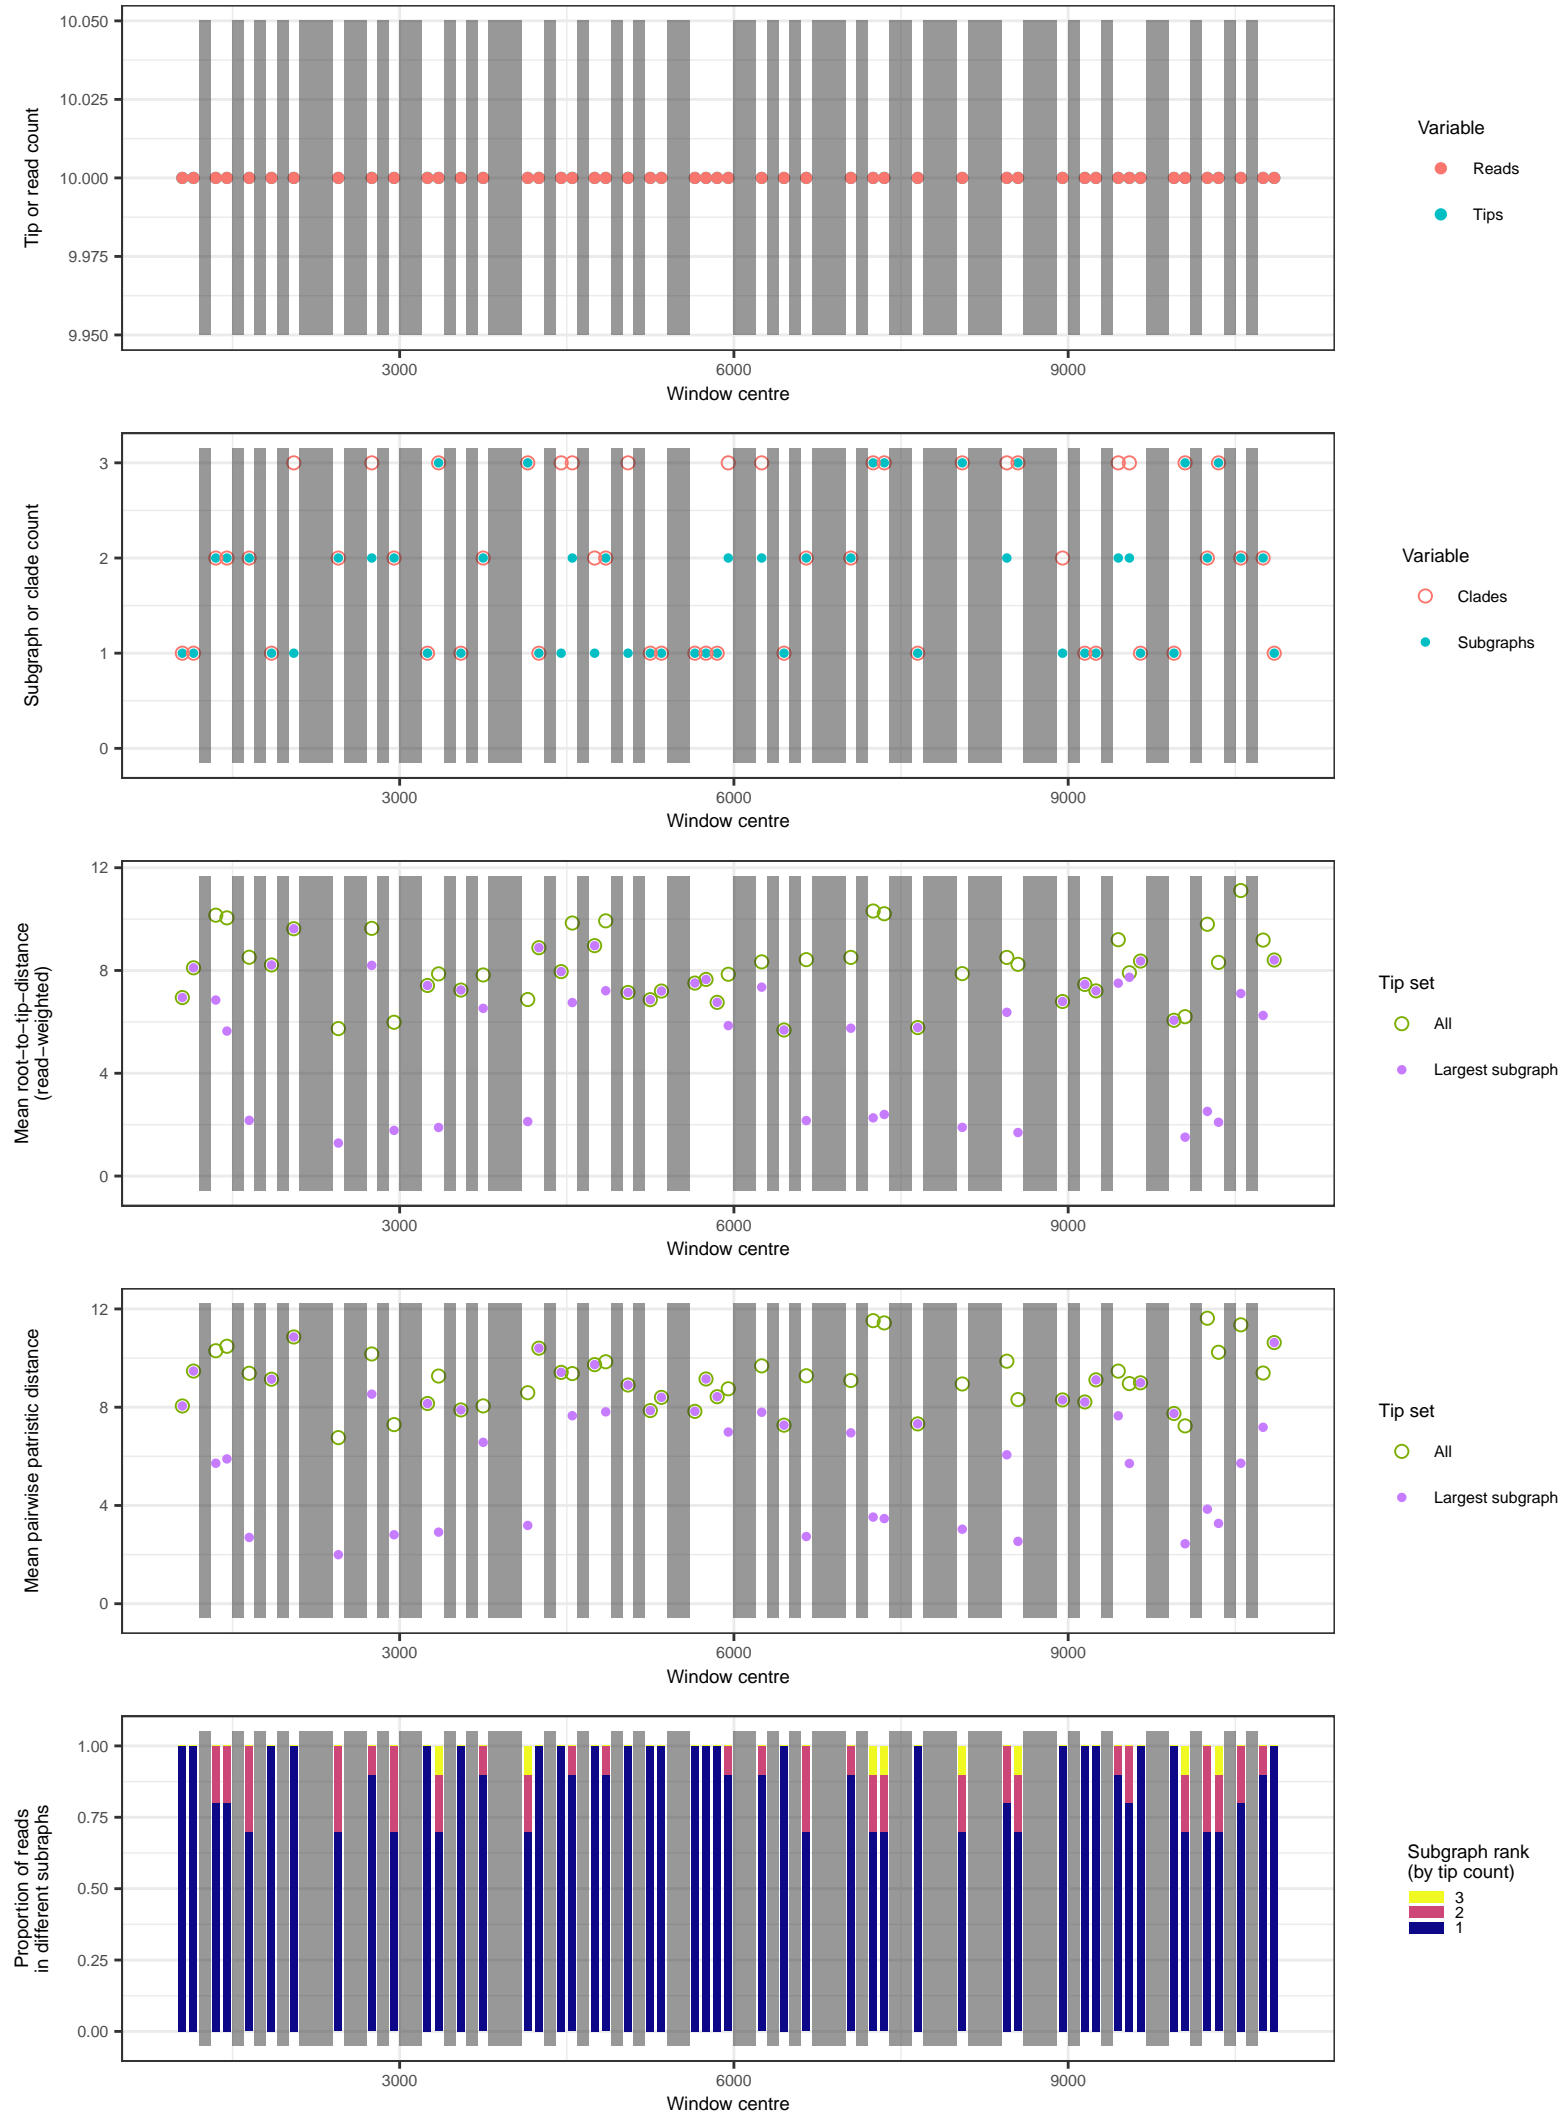 10.050
10.025
10.000
9.975
9.950
Tip or read count
3000
6000
9000
Window centre
Variable
Reads
Tips
3
2
1
0
Subgraph or clade count
3000
6000
9000
Window centre
Variable
Clades
Subgraphs
12
8
4
0
Mean root−to−tip−distance
(read−weighted)
3000
6000
9000
Window centre
Tip set
All
Largest subgraph
12
8
4
0
Mean pairwise patristic distance
3000
6000
9000
Window centre
Tip set
All
Largest subgraph
1.00
0.75
0.50
0.25
0.00
Proportion of reads
in different subraphs
3000
6000
9000
Window centre
Subgraph rank
(by tip count)
3
2
1